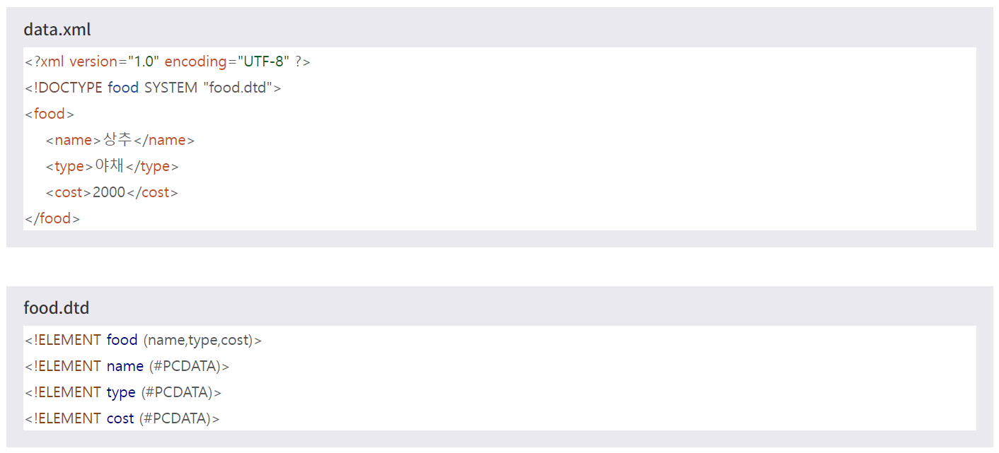 data.xml
<?xml version="1.0" encoding="UTF-8" ?>
<!DOCTYPE food SYSTEM "food.dtd">
<food>
<name>상추</name>
<type>야채</type>
<cost>2000</cost>
</food>
food.dtd
<!ELEMENT food (name,type,cost)>
<!ELEMENT name (#PCDATA)>
<!ELEMENT type (#PCDATA)>
<!ELEMENT cost (#PCDATA)>